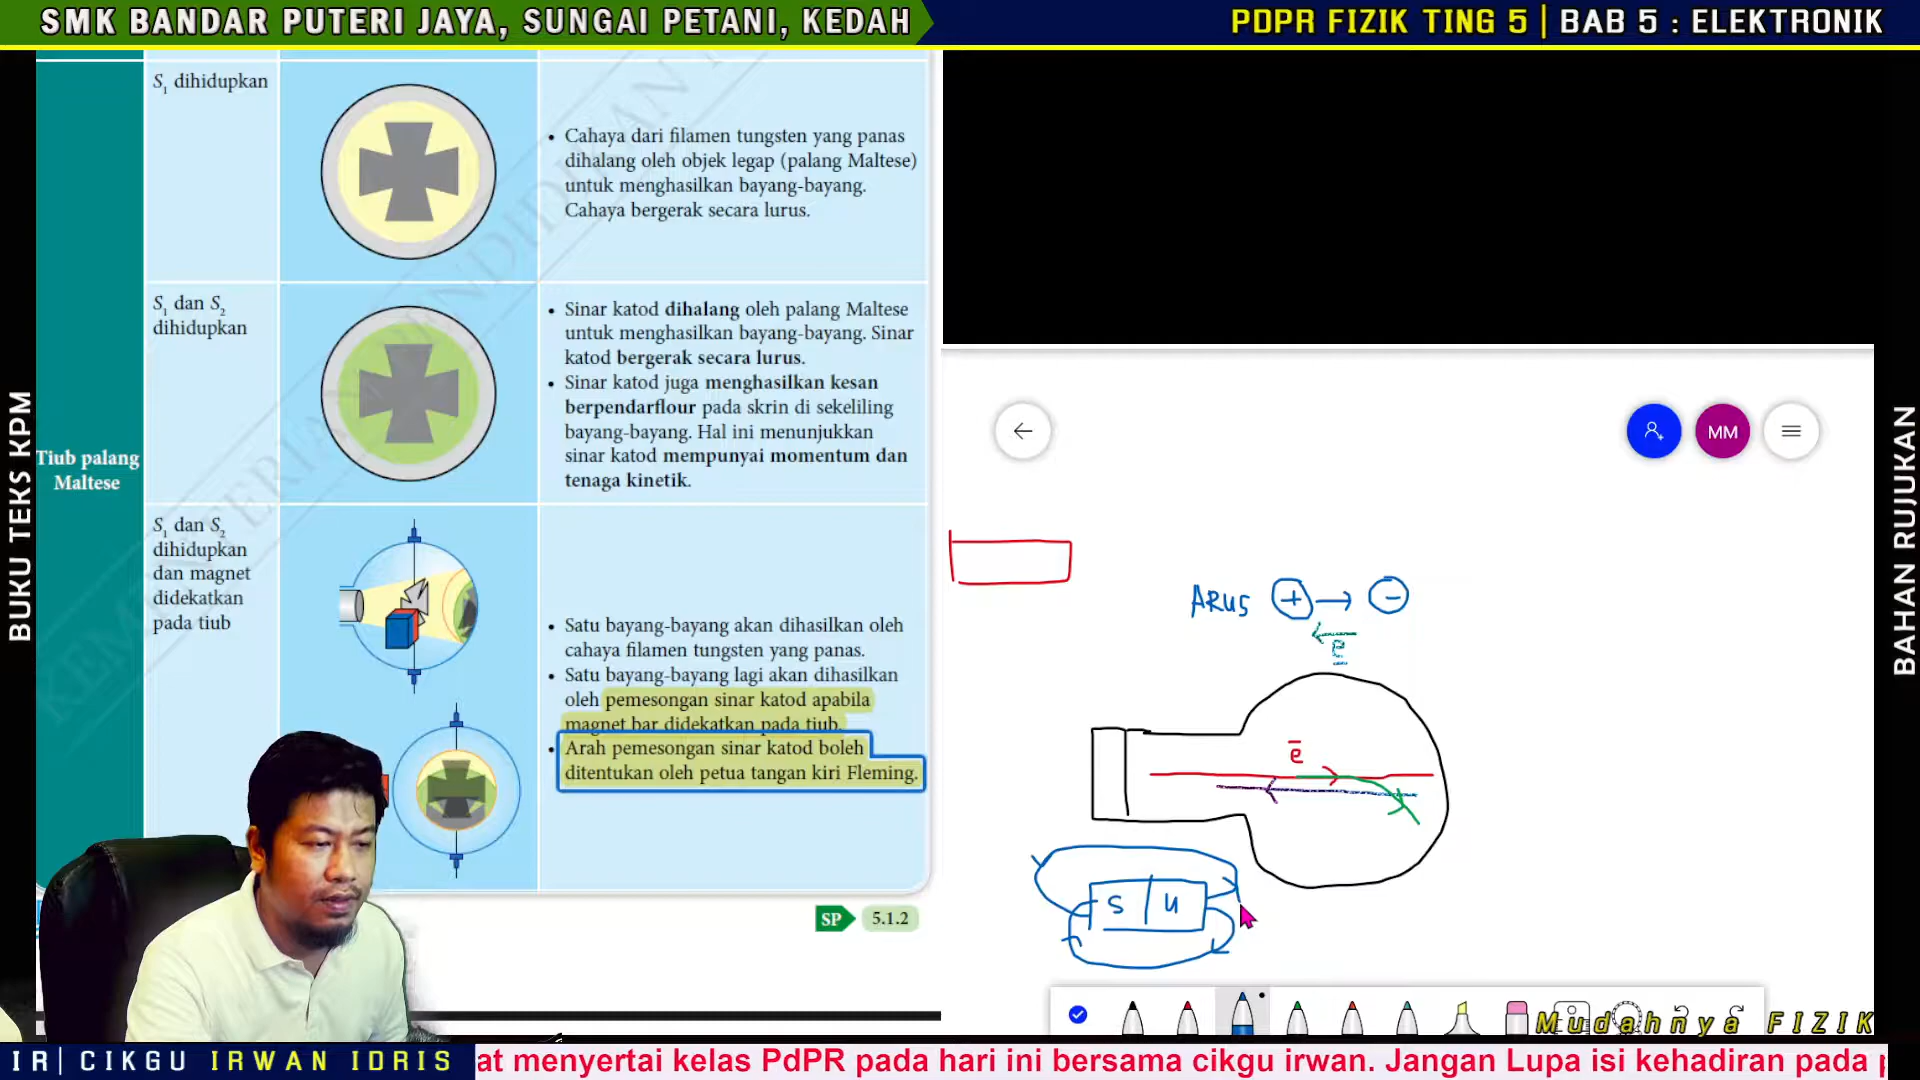 SMK BANDAR PUTERI JAYA, SUNGAI PETANI, KEDAH
PDPR FIZIK TING 5 | BAB 5 : ELEKTRONIK
BUKU TEKS KPM
Tiub palang
Maltese
S1 dihidupkan
• Cahaya dari filamen tungsten yang panas
dihalang oleh objek legap (palang Maltese)
untuk menghasilkan bayang-bayang.
Cahaya bergerak secara lurus.
S1 dan S2
dihidupkan
• Sinar katod dihalang oleh palang Maltese
untuk menghasilkan bayang-bayang. Sinar
katod bergerak secara lurus.
• Sinar katod juga menghasilkan kesan
berpendarflour pada skrin di sekeliling
bayang-bayang. Hal ini menunjukkan
sinar katod mempunyai momentum dan
tenaga kinetik.
S1 dan S2
dihidupkan
dan magnet
didekatkan
pada tiub
• Satu bayang-bayang akan dihasilkan oleh
cahaya filamen tungsten yang panas.
• Satu bayang-bayang lagi akan dihasilkan
oleh pemesongan sinar katod apabila
magnet bar didekatkan pada tiub.
• Arah pemesongan sinar katod boleh
ditentukan oleh petua tangan kiri Fleming.
SP 5.1.2
MM
ARUS + → -
e
e
S U
BAHAN RUJUKAN
Mudahnya FIZIK
IR| CIKGU IRWAN IDRIS
at menyertai kelas PdPR pada hari ini bersama cikgu irwan. Jangan Lupa isi kehadiran pada